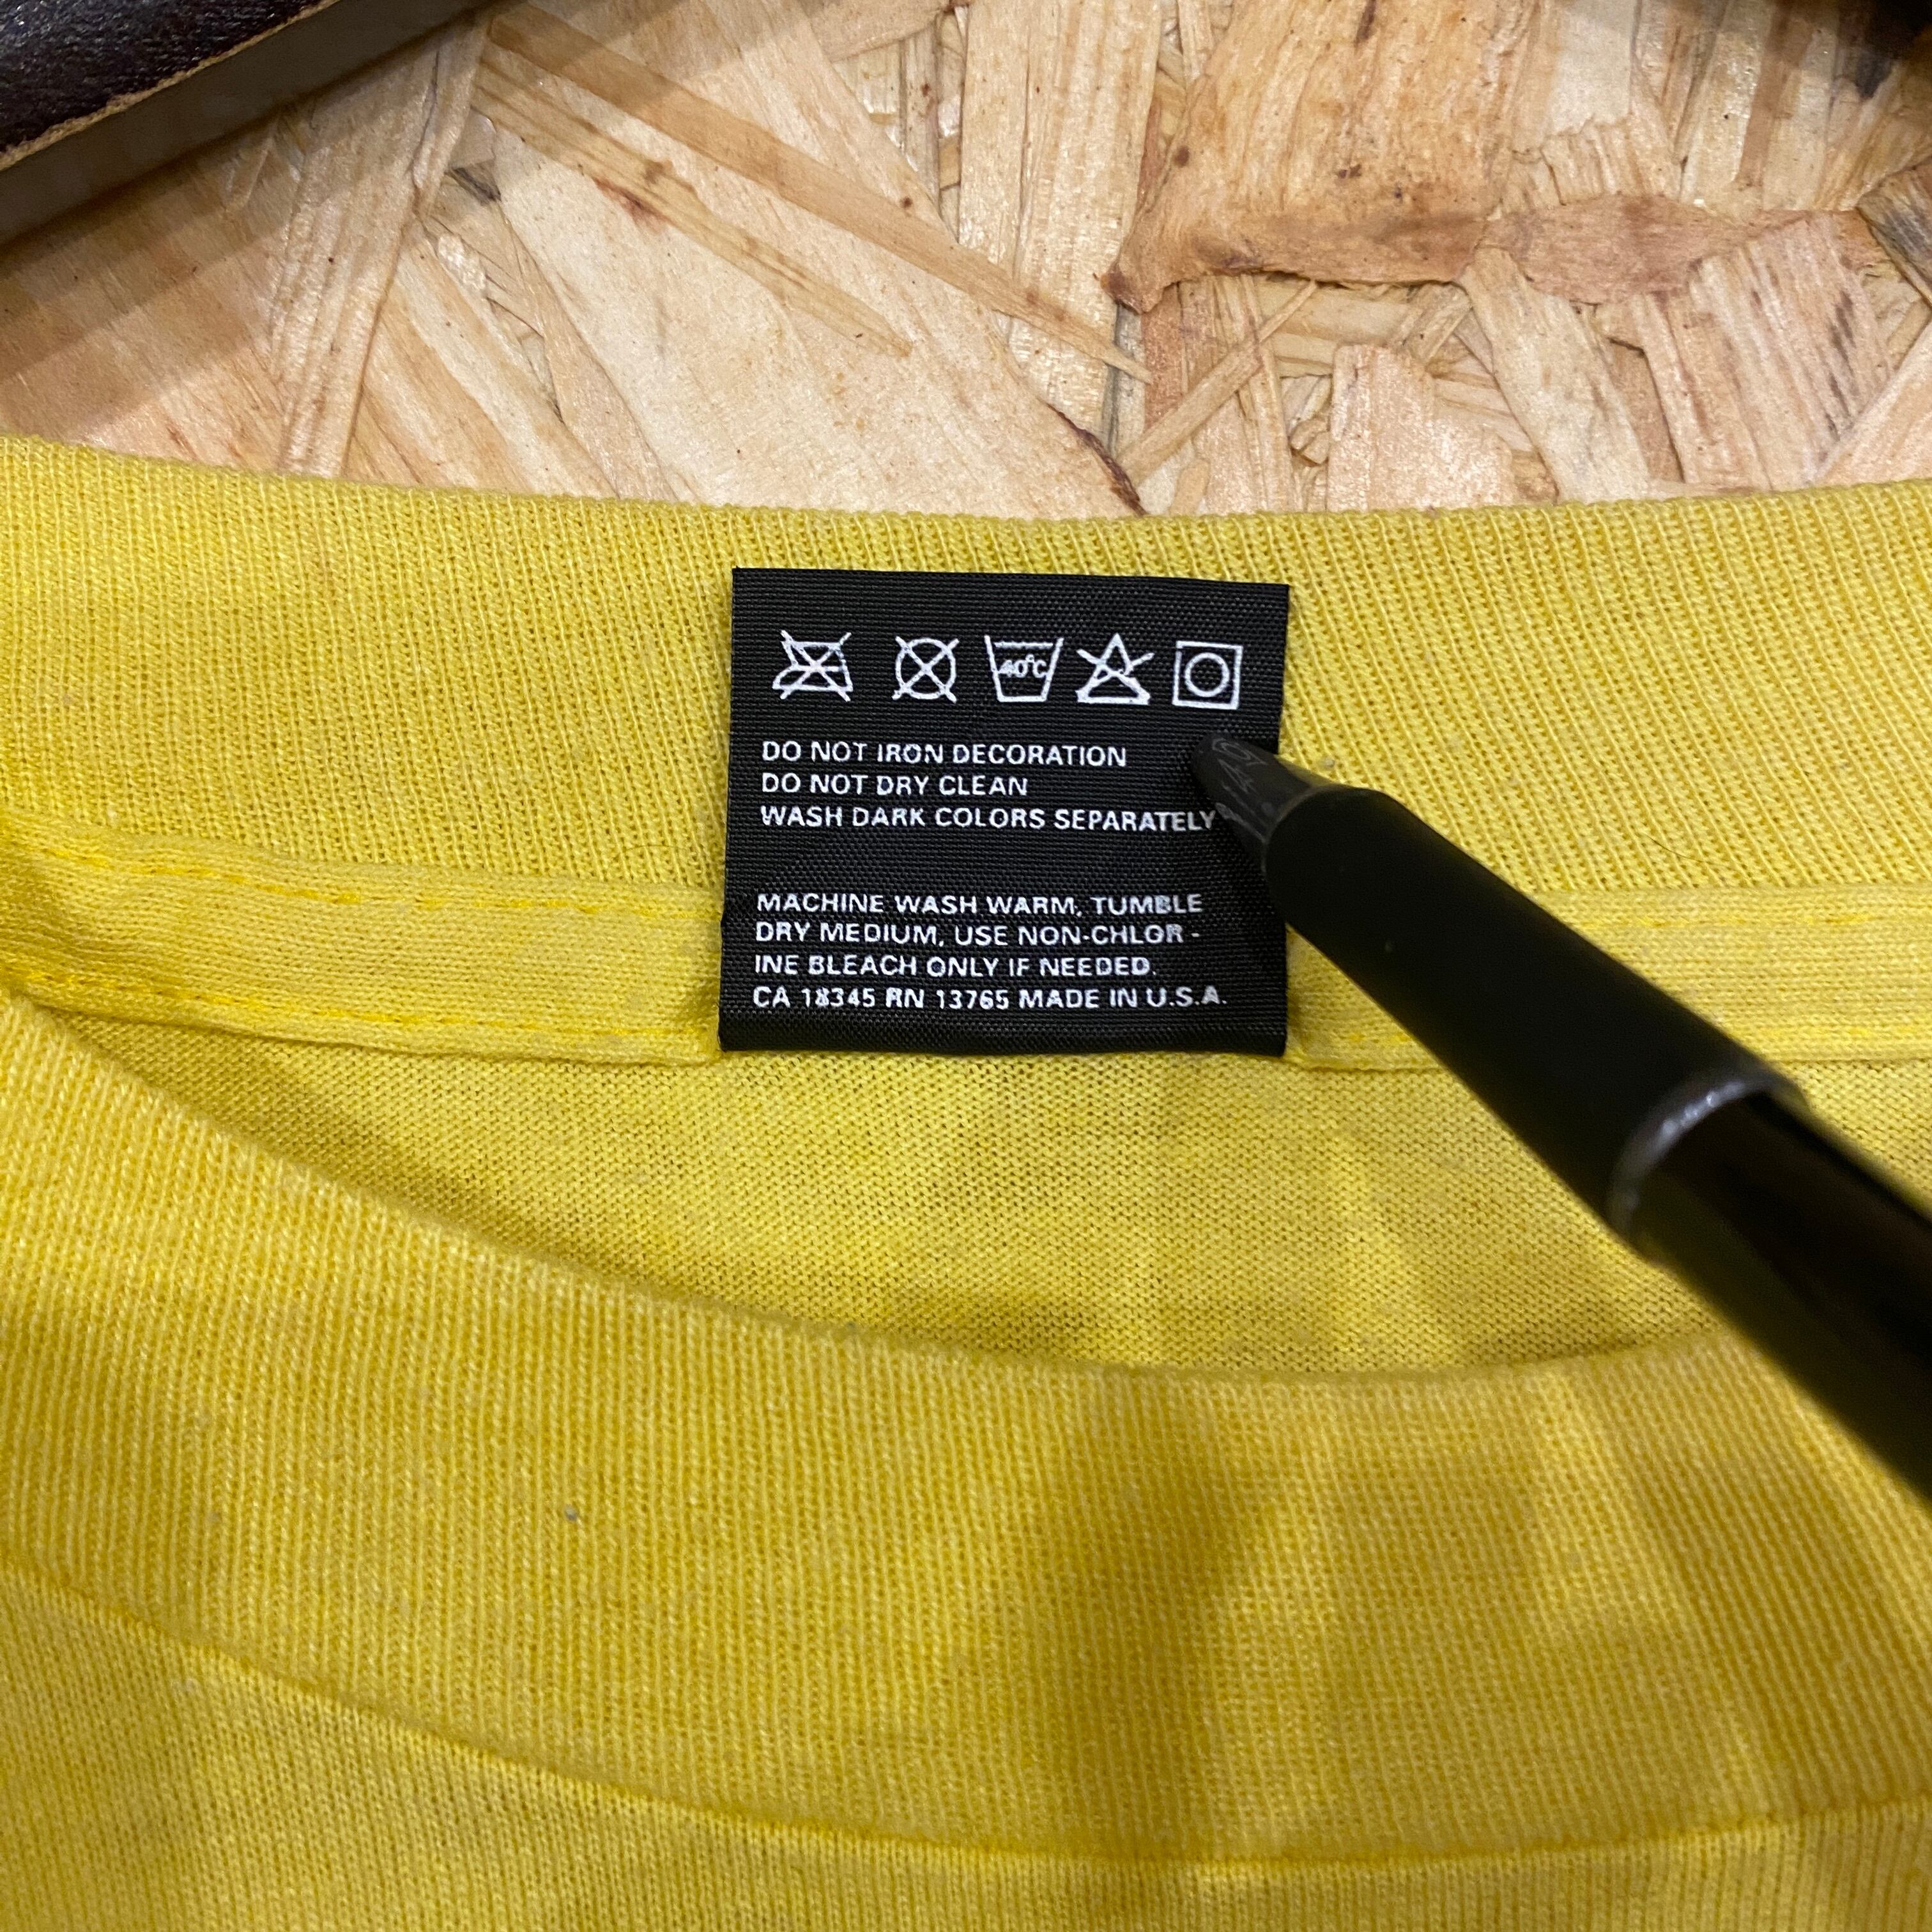 40°C
DO NOT IRON DECORATION
DO NOT DRY CLEAN
WASH DARK COLORS SEPARATELY
MACHINE WASH WARM, TUMBLE
DRY MEDIUM, USE NON-CHLOR -
INE BLEACH ONLY IF NEEDED.
CA 18345 RN 13765 MADE IN U.S.A.